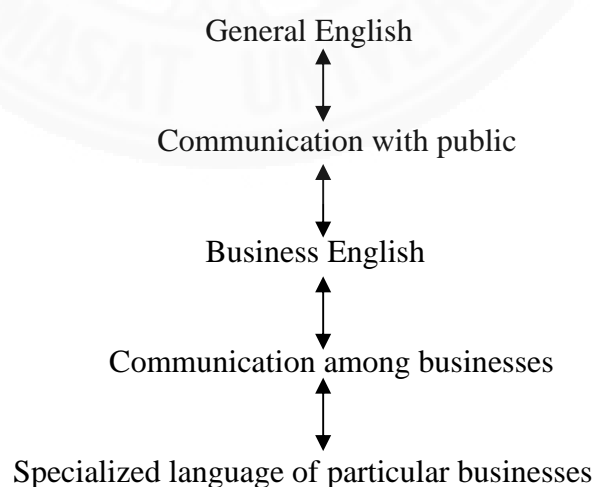 General English
Communication with public
Business English
Communication among businesses
Specialized language of particular businesses